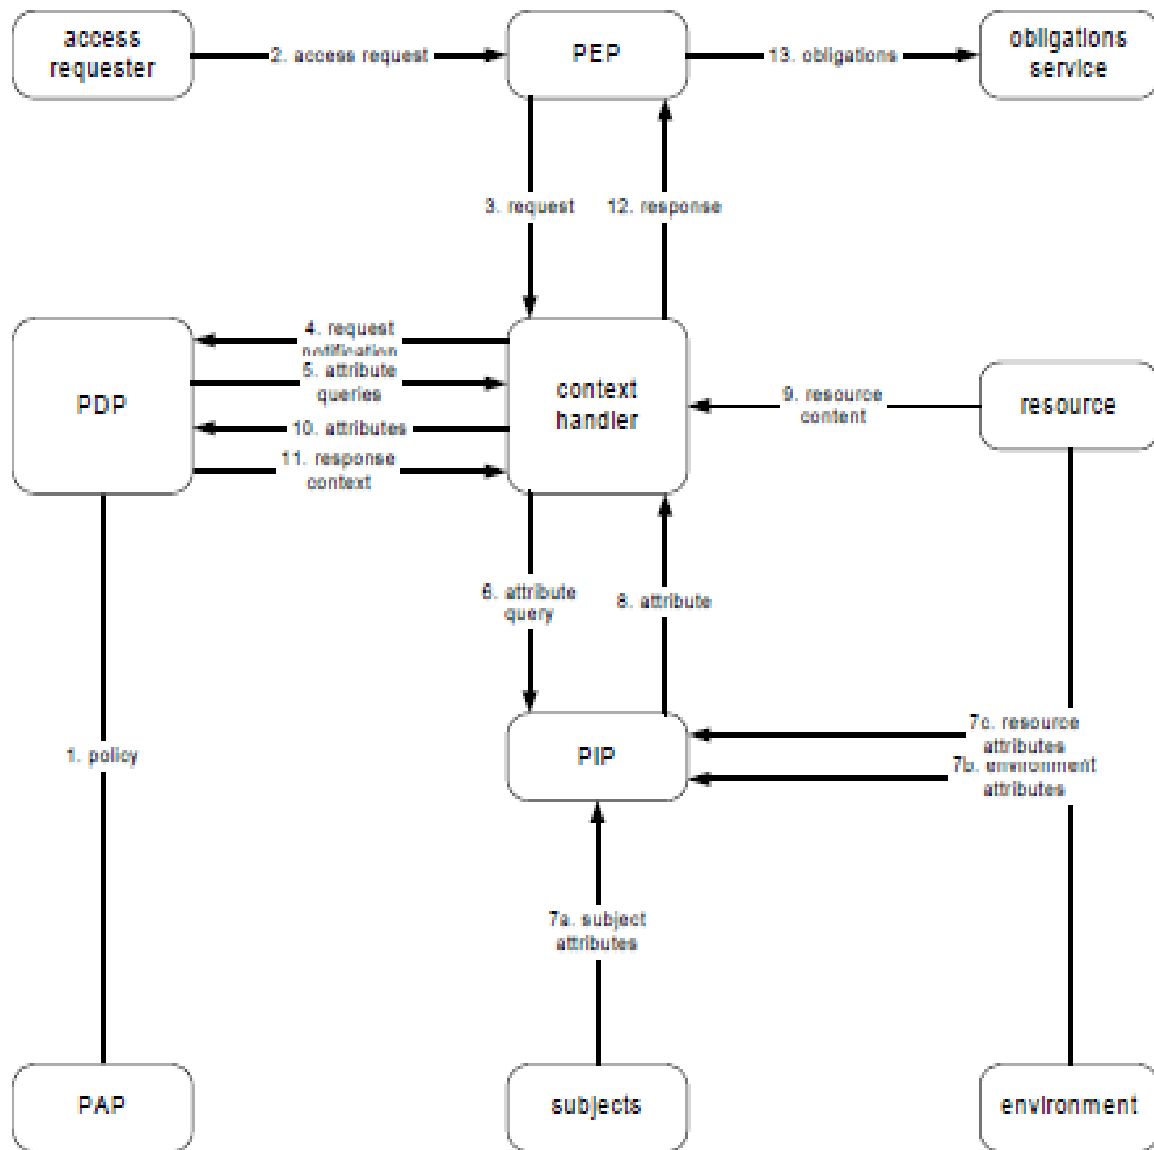 access
requester
2. access request
PEP
13. obligations
obligations
service
3. request
12. response
4. request
notification
5. attribute
queries
PDP
context
handler
9. resource
content
resource
10. attributes
11. response
context
6. attribute
query
8. attribute
1. policy
PIP
7c. resource
attributes
7b. environment
attributes
7a. subject
attributes
PAP
subjects
environment